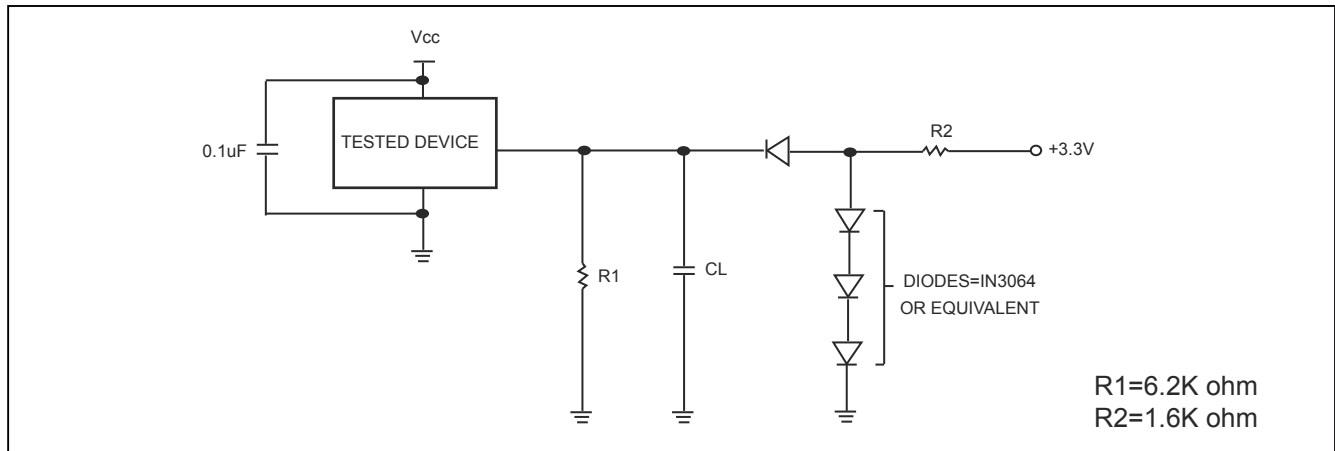 Vcc
0.1uF
TESTED DEVICE
R2
+3.3V
R1
CL
DIODES=IN3064
OR EQUIVALENT
R1=6.2K ohm
R2=1.6K ohm